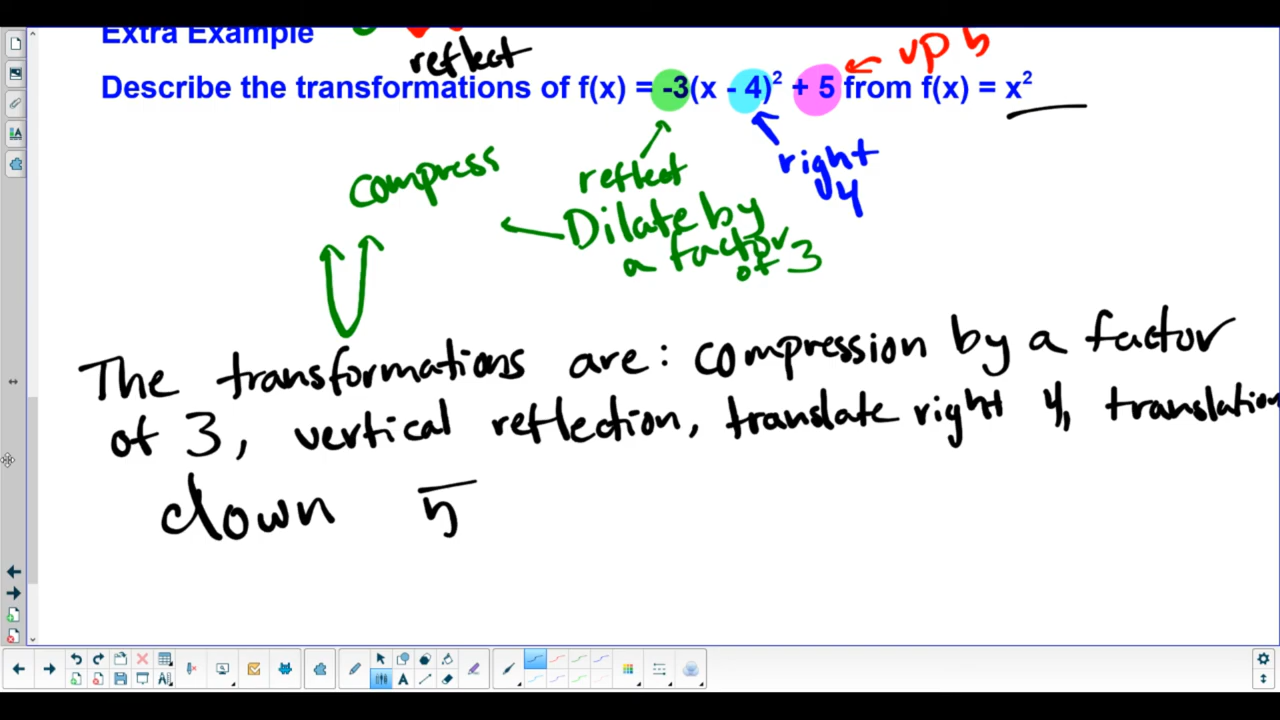 Extra Example
reflect
up 5
Describe the transformations of f(x) = -3(x - 4)² + 5 from f(x) = x²
compress
reflect
Dilate by
a factor
of 3
right
4
The transformations are: compression by a factor
of 3, vertical reflection, translate right 4, translation
down 5